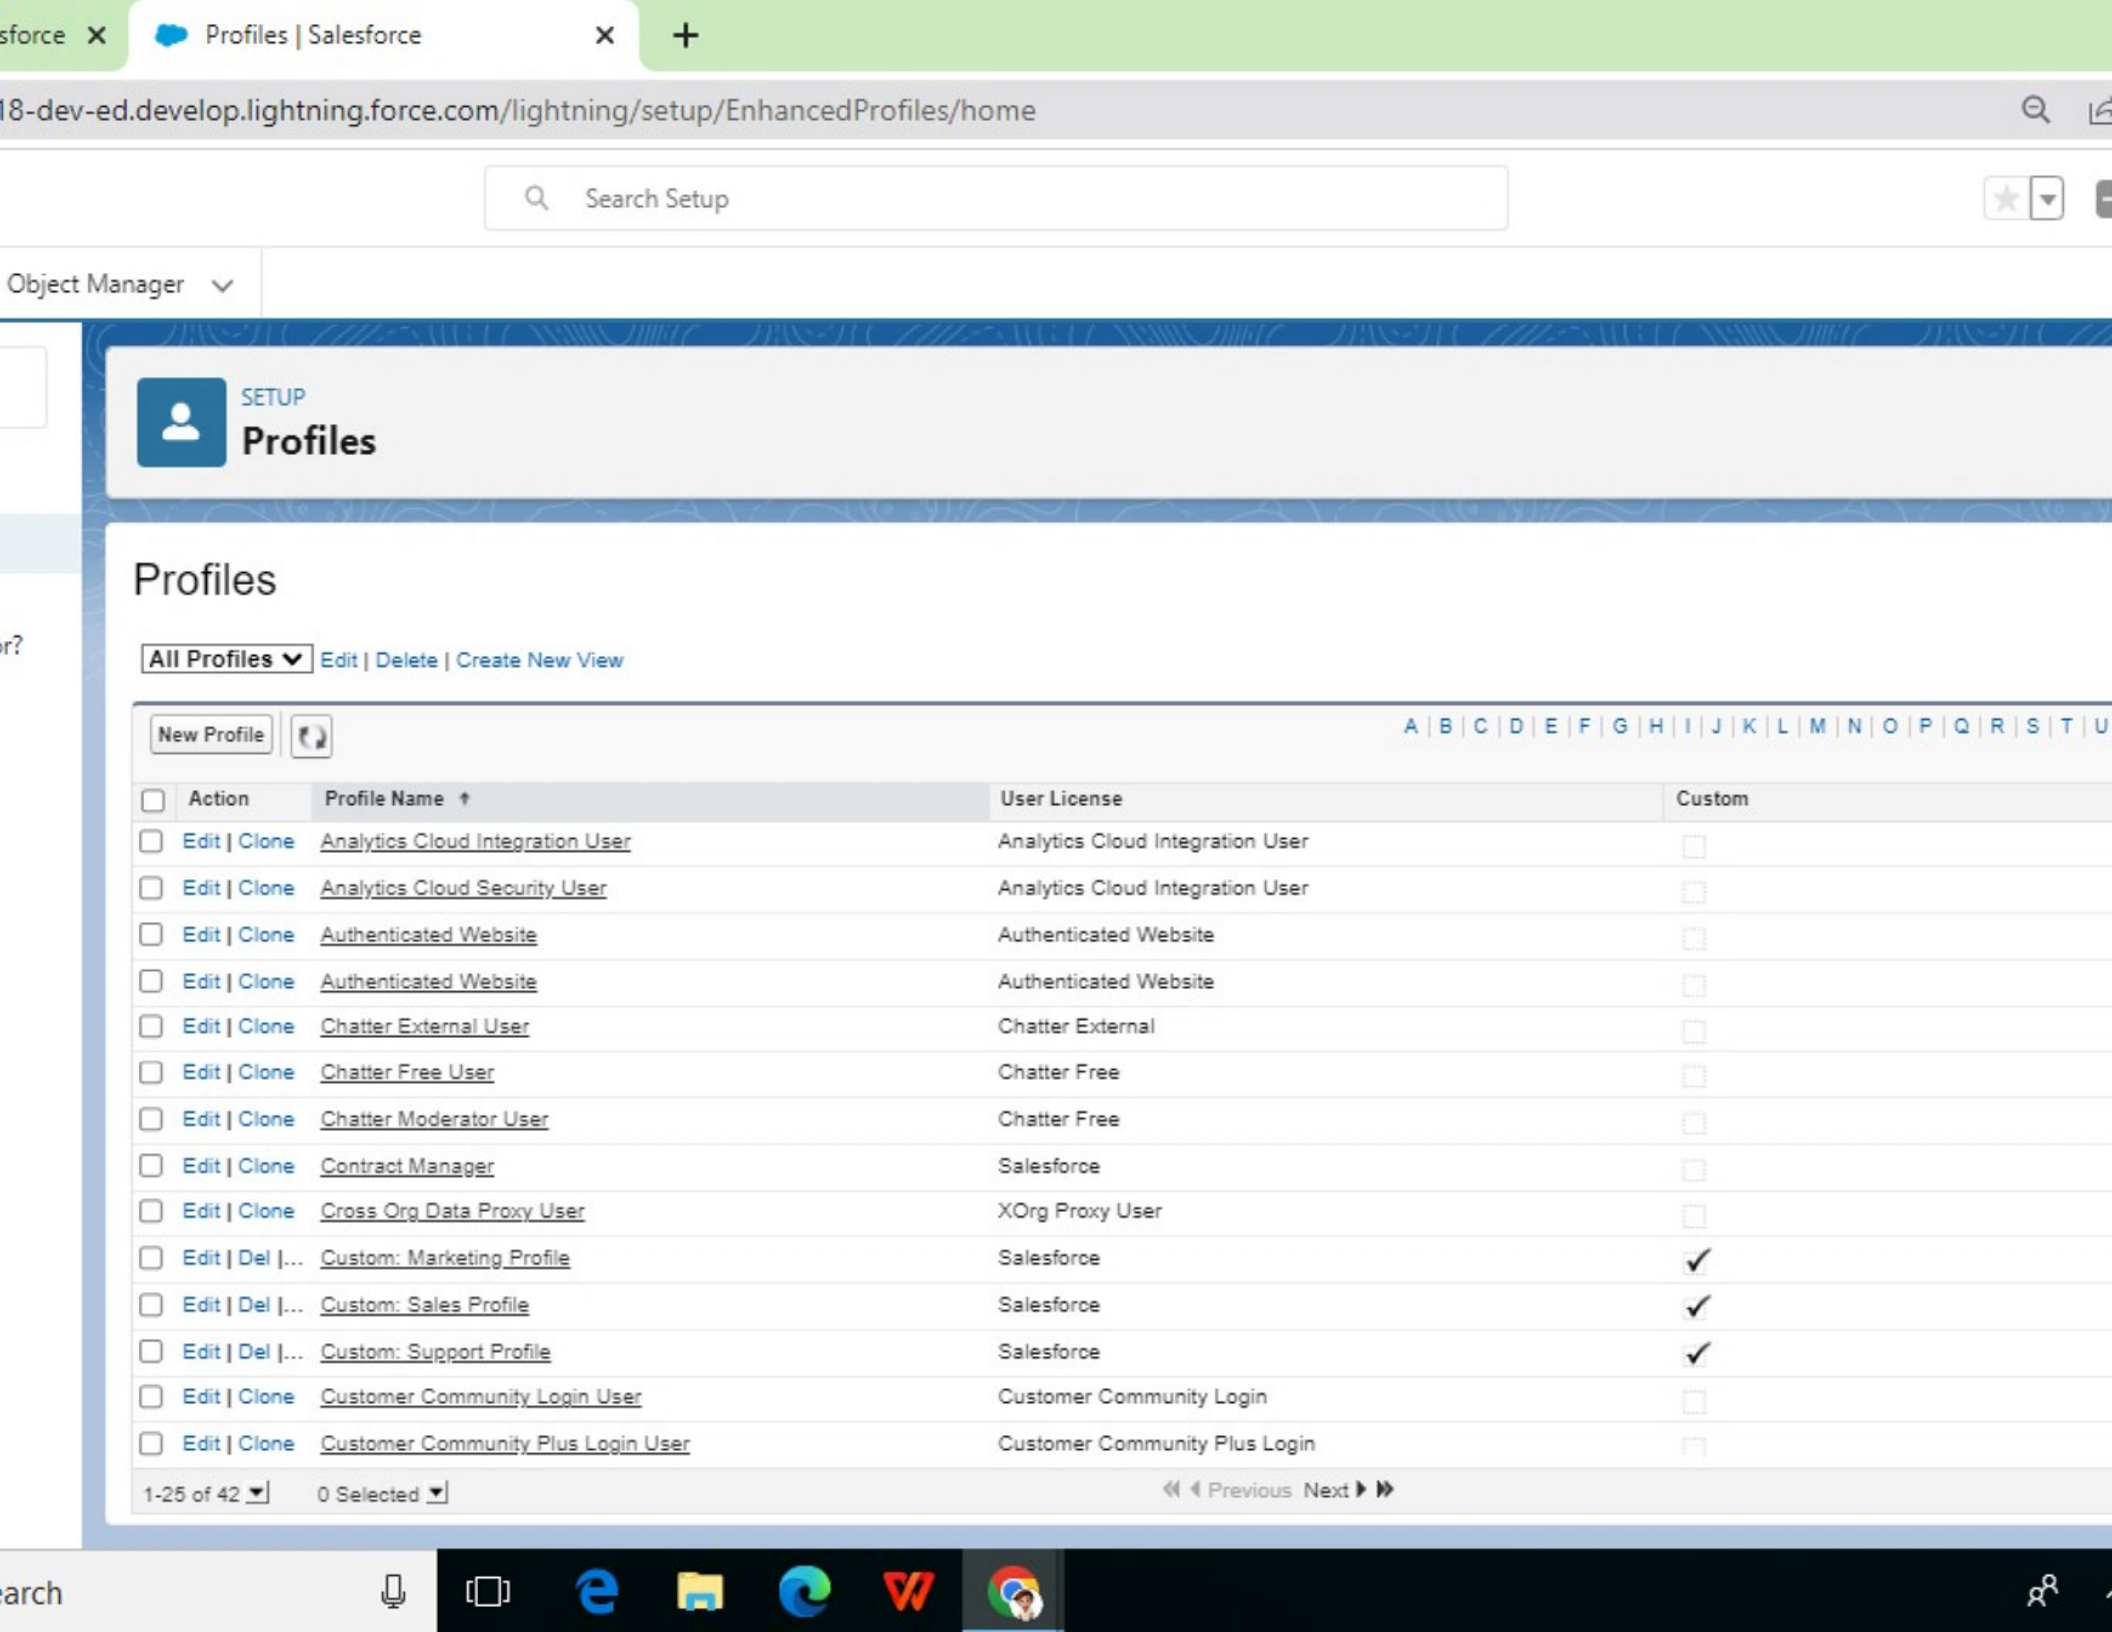 sforce
Profiles | Salesforce
18-dev-ed.develop.lightning.force.com/lightning/setup/EnhancedProfiles/home
Search Setup
Object Manager
SETUP
Profiles
r?
Profiles
All Profiles Edit | Delete | Create New View
New Profile A | B | C | D | E | F | G | H | I | J | K | L | M | N | O | P | Q | R | S | T | U
Action Profile Name User License Custom
Edit | Clone Analytics Cloud Integration User Analytics Cloud Integration User
Edit | Clone Analytics Cloud Security User Analytics Cloud Integration User
Edit | Clone Authenticated Website Authenticated Website
Edit | Clone Authenticated Website Authenticated Website
Edit | Clone Chatter External User Chatter External
Edit | Clone Chatter Free User Chatter Free
Edit | Clone Chatter Moderator User Chatter Free
Edit | Clone Contract Manager Salesforce
Edit | Clone Cross Org Data Proxy User XOrg Proxy User
Edit | Del |... Custom: Marketing Profile Salesforce
Edit | Del |... Custom: Sales Profile Salesforce
Edit | Del |... Custom: Support Profile Salesforce
Edit | Clone Customer Community Login User Customer Community Login
Edit | Clone Customer Community Plus Login User Customer Community Plus Login
1-25 of 42 0 Selected Previous Next
earch